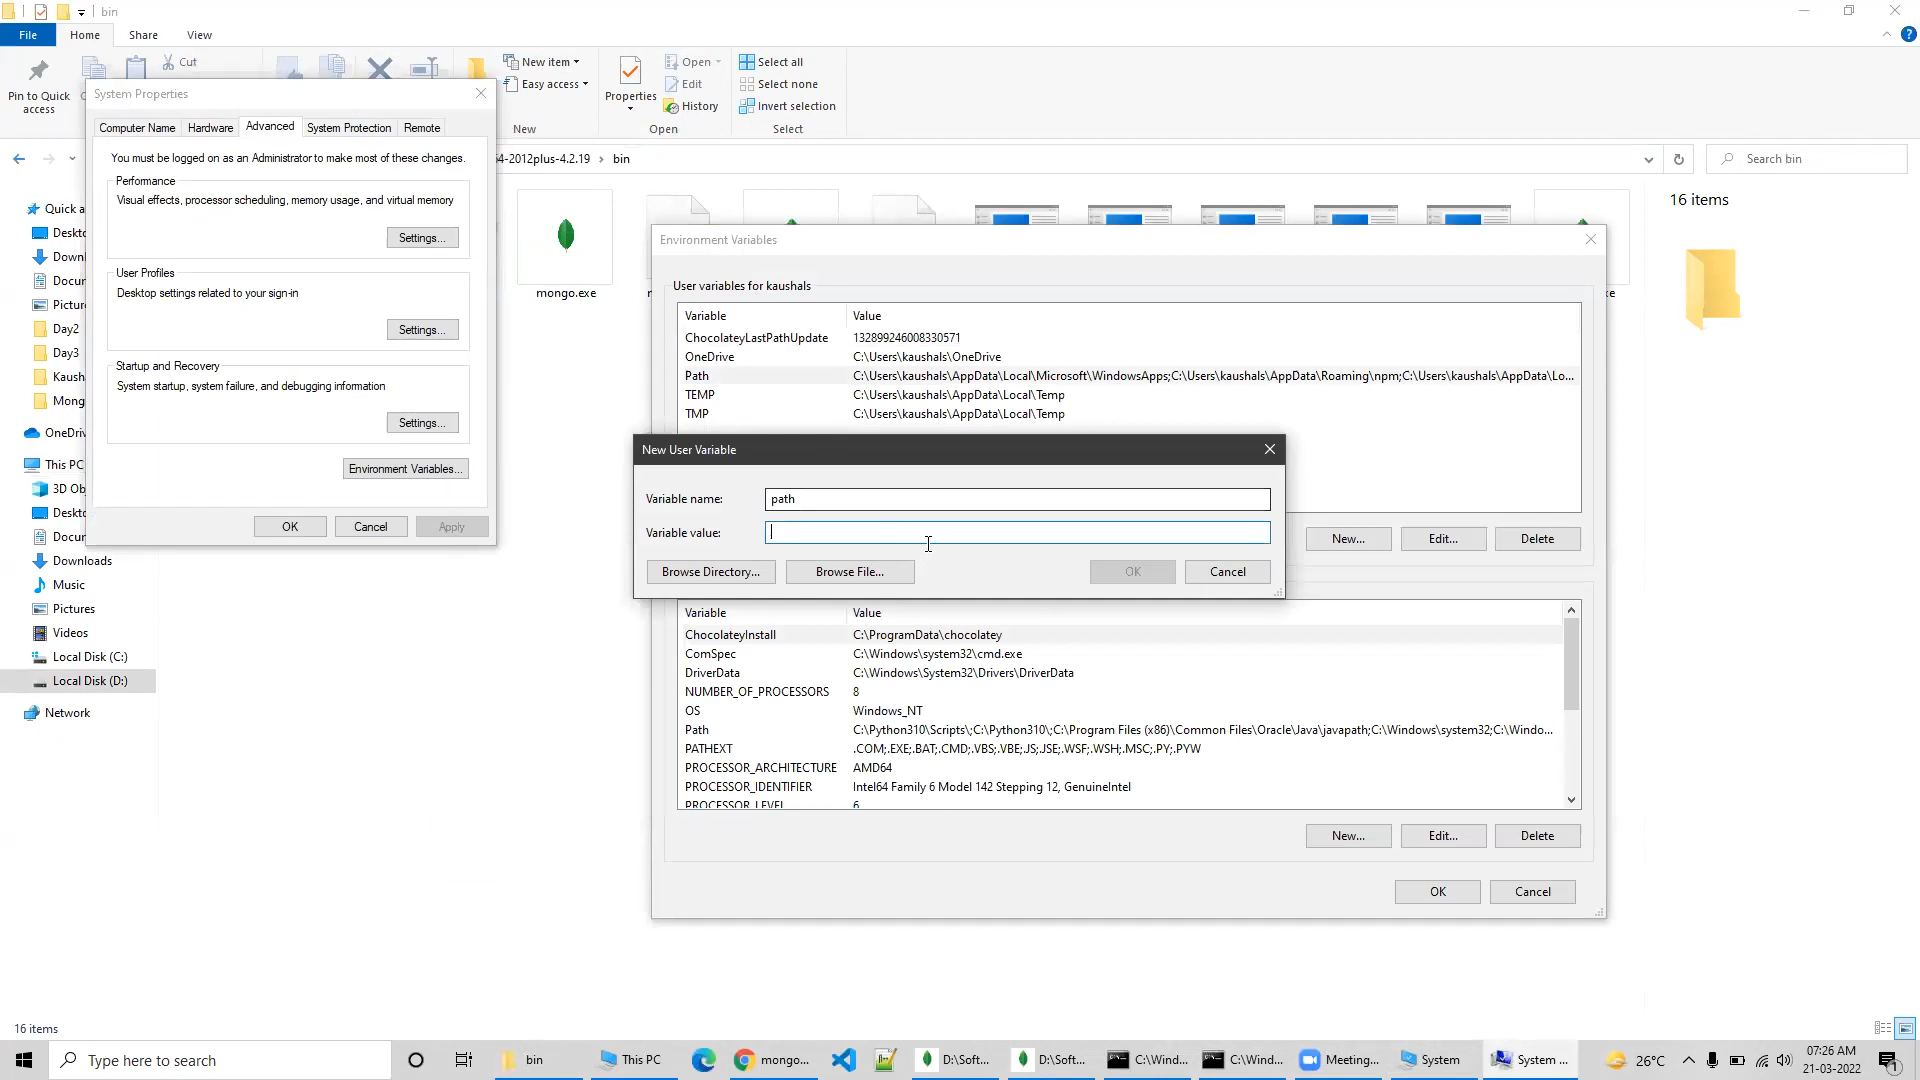 bin
File
Home
Share
View
Pin to Quick
access
Cut
New item
Easy access
New
Properties
Open
Edit
History
Open
Select all
Select none
Invert selection
Select
System Properties
Computer Name
Hardware
Advanced
System Protection
Remote
You must be logged on as an Administrator to make most of these changes.
Performance
Visual effects, processor scheduling, memory usage, and virtual memory
Settings...
User Profiles
Desktop settings related to your sign-in
Settings...
Startup and Recovery
System startup, system failure, and debugging information
Settings...
Environment Variables...
OK
Cancel
Apply
64-2012plus-4.2.19 > bin
Search bin
16 items
Quick a
Deskto
Down
Docur
Picture
Day2
Day3
Kaush
Mong
OneDriv
This PC
3D Ob
Deskto
Docur
Downloads
Music
Pictures
Videos
Local Disk (C:)
Local Disk (D:)
Network
mongo.exe
Environment Variables
User variables for kaushals
Variable Value
ChocolateyLastPathUpdate 132899246008330571
OneDrive C:\Users\kaushals\OneDrive
Path C:\Users\kaushals\AppData\Local\Microsoft\WindowsApps;C:\Users\kaushals\AppData\Roaming\npm;C:\Users\kaushals\AppData\Lo...
TEMP C:\Users\kaushals\AppData\Local\Temp
TMP C:\Users\kaushals\AppData\Local\Temp
New User Variable
Variable name: path
Variable value:
Browse Directory...
Browse File...
OK
Cancel
New...
Edit...
Delete
Variable Value
ChocolateyInstall C:\ProgramData\chocolatey
ComSpec C:\Windows\system32\cmd.exe
DriverData C:\Windows\System32\Drivers\DriverData
NUMBER_OF_PROCESSORS 8
OS Windows_NT
Path C:\Python310\Scripts\;C:\Python310\;C:\Program Files (x86)\Common Files\Oracle\Java\javapath;C:\Windows\system32;C:\Windo...
PATHEXT .COM;.EXE;.BAT;.CMD;.VBS;.VBE;.JS;.JSE;.WSF;.WSH;.MSC;.PY;.PYW
PROCESSOR_ARCHITECTURE AMD64
PROCESSOR_IDENTIFIER Intel64 Family 6 Model 142 Stepping 12, GenuineIntel
PROCESSOR_LEVEL 6
New...
Edit...
Delete
OK
Cancel
16 items
Type here to search
bin
This PC
mongo...
D:\Soft...
D:\Soft...
C:\Wind...
C:\Wind...
Meeting...
System
System ...
26°C
07:26 AM
21-03-2022
1